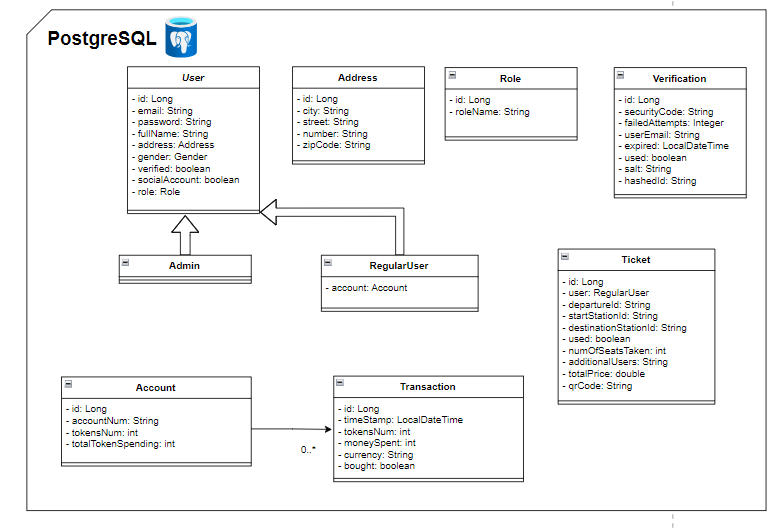 PostgreSQL
User
- id: Long
- email: String
- password: String
- fullName: String
- address: Address
- gender: Gender
- verified: boolean
- socialAccount: boolean
- role: Role
Address
- id: Long
- city: String
- street: String
- number: String
- zipCode: String
Role
- id: Long
- roleName: String
Verification
- id: Long
- securityCode: String
- failedAttempts: Integer
- userEmail: String
- expired: LocalDateTime
- used: boolean
- salt: String
- hashedId: String
Admin
RegularUser
- account: Account
Ticket
- id: Long
- user: RegularUser
- departureId: String
- startStationId: String
- destinationStationId: String
- used: boolean
- numOfSeatsTaken: int
- additionalUsers: String
- totalPrice: double
- qrCode: String
Account
- id: Long
- accountNum: String
- tokensNum: int
- totalTokenSpending: int
0..*
Transaction
- id: Long
- timeStamp: LocalDateTime
- tokensNum: int
- moneySpent: int
- currency: String
- bought: boolean